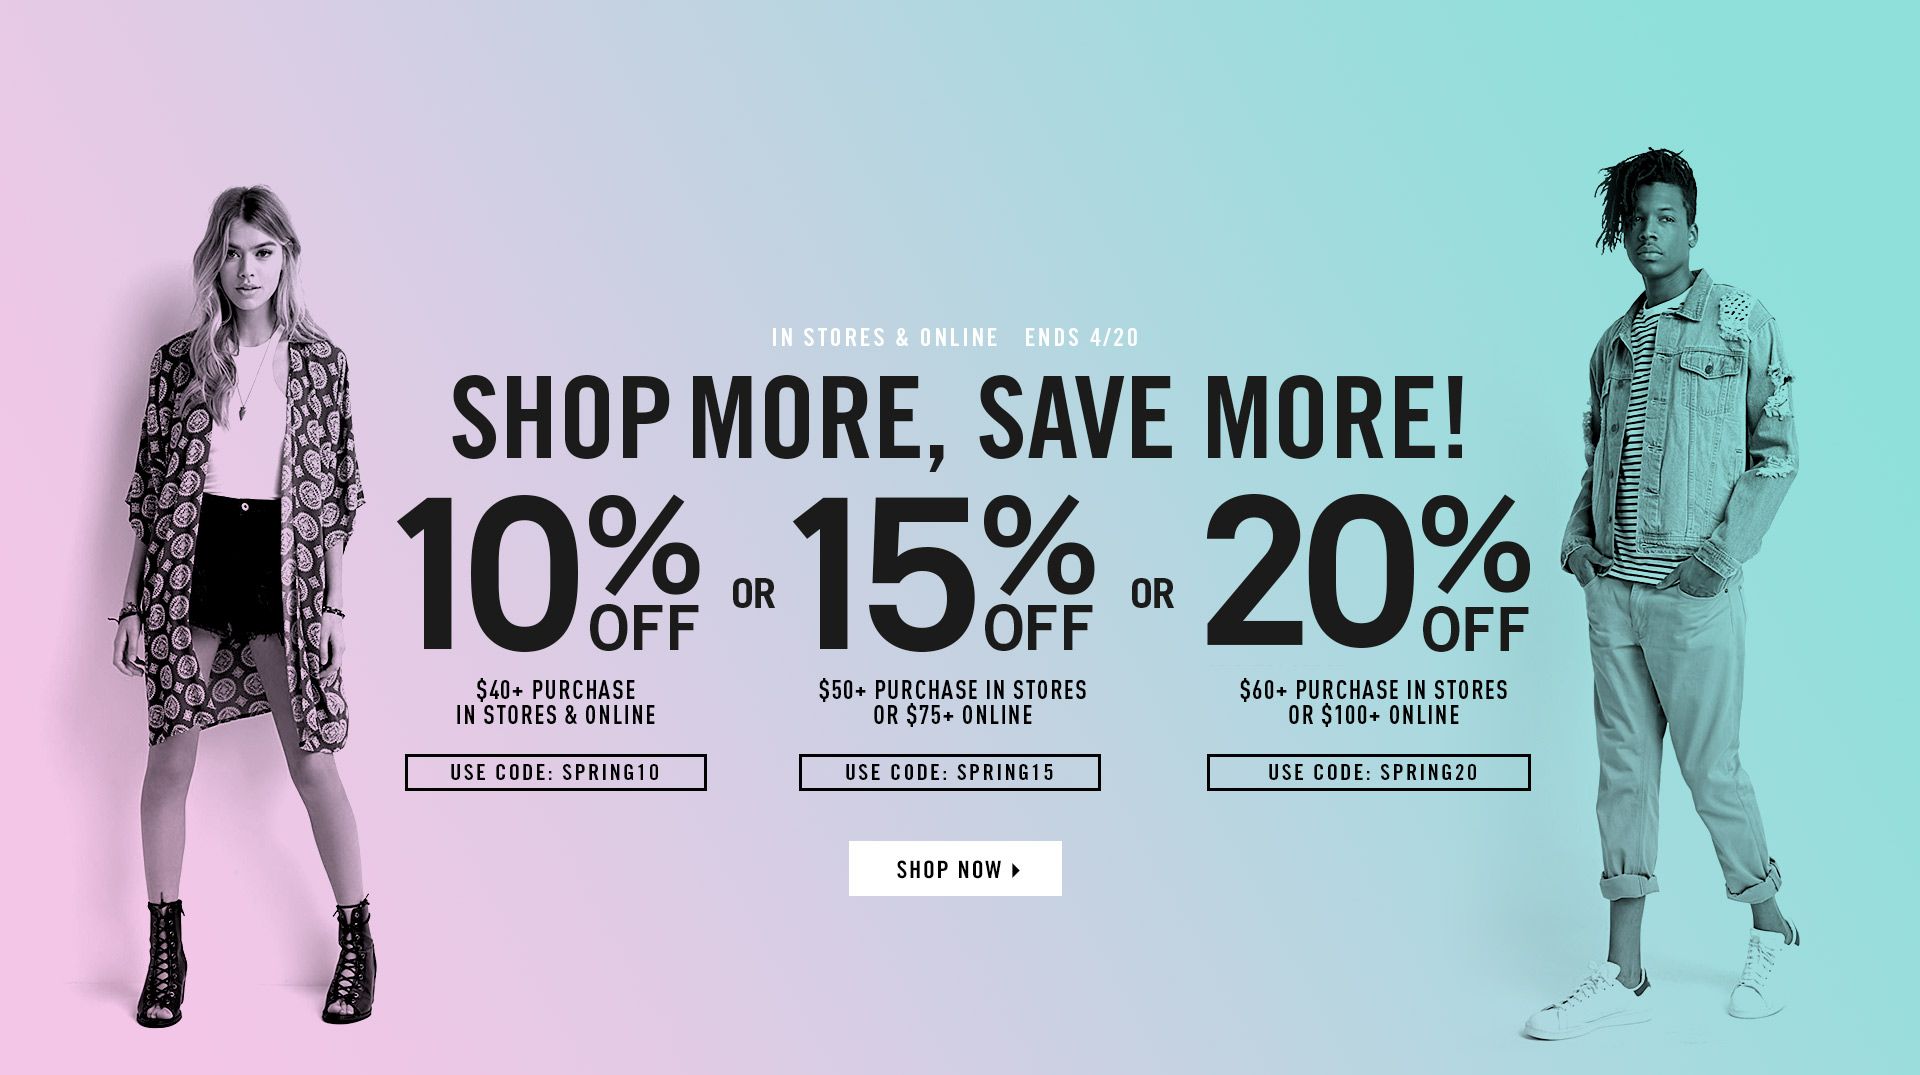 IN STORES & ONLINE ENDS 4/20
SHOP MORE, SAVE MORE!
10% OFF OR 15% OFF OR 20% OFF
$40+ PURCHASE
IN STORES & ONLINE
USE CODE: SPRING10
$50+ PURCHASE IN STORES
OR $75+ ONLINE
USE CODE: SPRING15
$60+ PURCHASE IN STORES
OR $100+ ONLINE
USE CODE: SPRING20
SHOP NOW